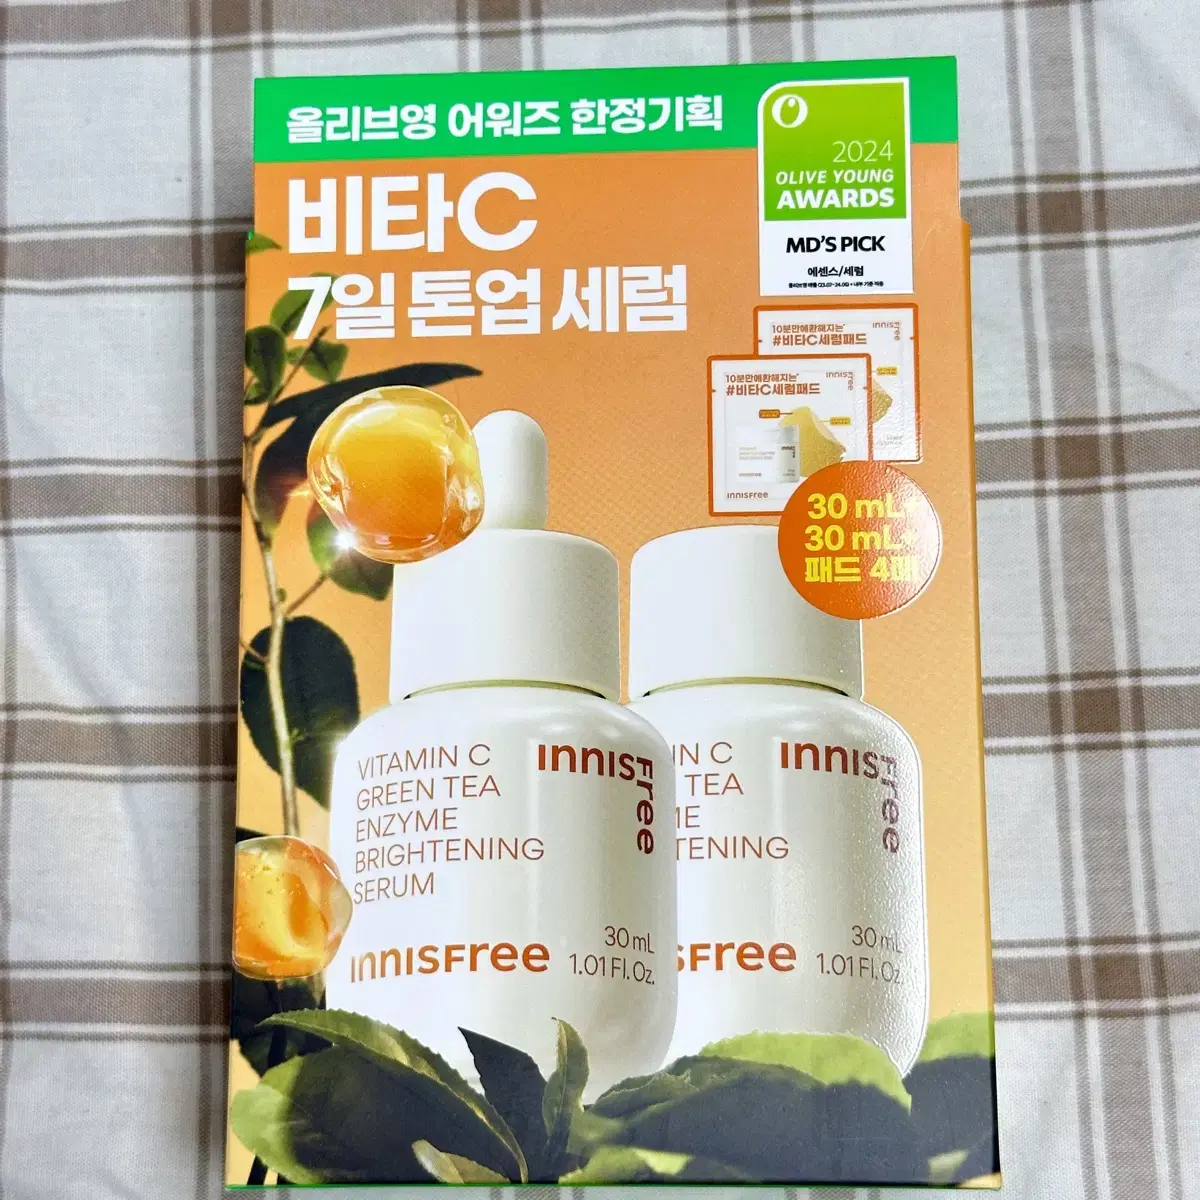 올리브영 어워즈 한정기획
비타C
7일 톤업 세럼
2024
OLIVE YOUNG
AWARDS
MD'S PICK
에센스/세럼
10분만에환해지는*
#비타C세럼패드
INNISFree
10분만에환해지는*
#비타C세럼패드
INNISFree
INNISFree
30 mL
30 mL
패드 4매
VITAMIN C
GREEN TEA
ENZYME
BRIGHTENING
SERUM
INNISFree
INNISFree
30 mL
1.01 Fl. Oz.
IN C
TEA
ME
TENING
INNISFree
SFree
30 mL
1.01 Fl. Oz.